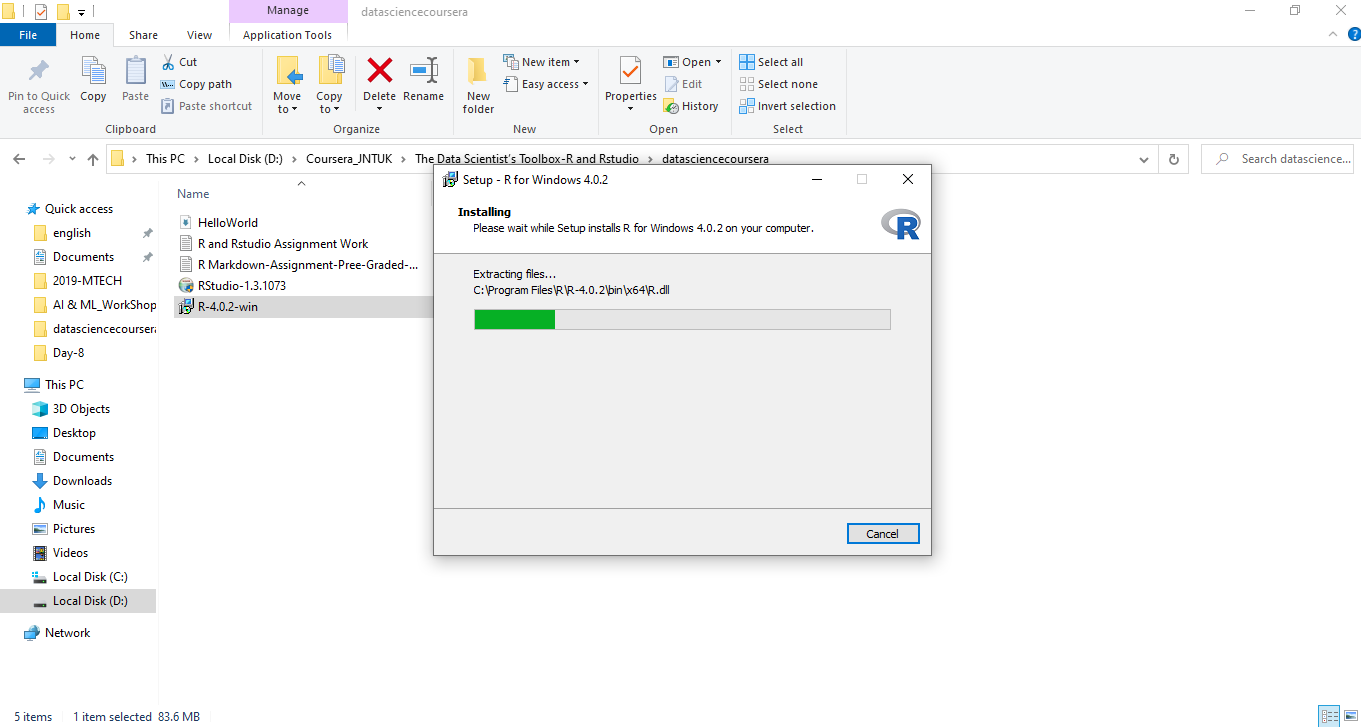 Manage
datasciencecoursera
File
Home
Share
View
Application Tools
Pin to Quick access
Copy
Paste
Cut
Copy path
Paste shortcut
Clipboard
Move to
Copy to
Delete
Rename
Organize
New folder
New item
Easy access
New
Properties
Open
Edit
History
Open
Select all
Select none
Invert selection
Select
This PC > Local Disk (D:) > Coursera_JNTUK > The Data Scientist's Toolbox-R and Rstudio > datasciencecoursera
Search datascience...
Quick access
english
Documents
2019-MTECH
AI & ML_WorkShop
datasciencecoursera
Day-8
This PC
3D Objects
Desktop
Documents
Downloads
Music
Pictures
Videos
Local Disk (C:)
Local Disk (D:)
Network
Name
HelloWorld
R and Rstudio Assignment Work
R Markdown-Assignment-Pree-Graded-...
RStudio-1.3.1073
R-4.0.2-win
Setup - R for Windows 4.0.2
Installing
Please wait while Setup installs R for Windows 4.0.2 on your computer.
R
Extracting files...
C:\Program Files\R\R-4.0.2\bin\x64\R.dll
Cancel
5 items
1 item selected 83.6 MB